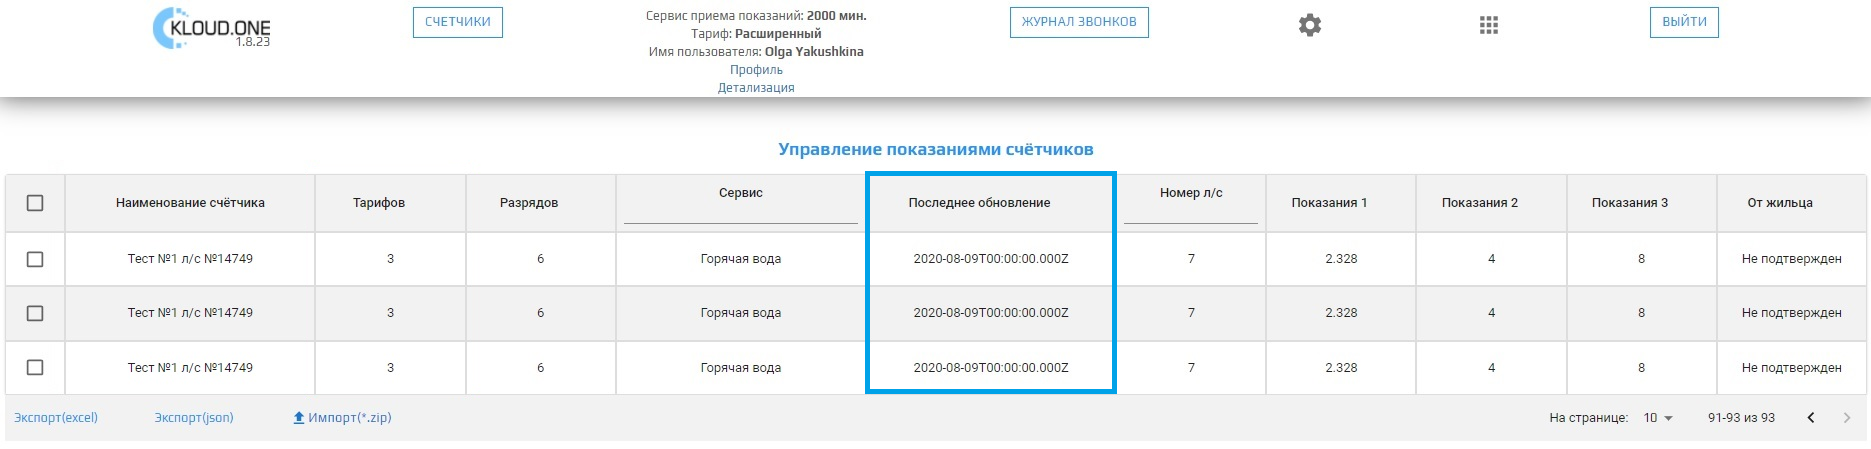 KLOUD.ONE
1.8.23
СЧЕТЧИКИ
Сервис приема показаний: 2000 мин.
Тариф: Расширенный
Имя пользователя: Olga Yakushkina
Профиль
Детализация
ЖУРНАЛ ЗВОНКОВ
ВЫЙТИ
Управление показаниями счётчиков
Наименование счётчика Тарифов Разрядов Сервис Последнее обновление Номер л/с Показания 1 Показания 2 Показания 3 От жильца
Тест №1 л/с №14749 3 6 Горячая вода 2020-08-09T00:00:00.000Z 7 2.328 4 8 Не подтвержден
Тест №1 л/с №14749 3 6 Горячая вода 2020-08-09T00:00:00.000Z 7 2.328 4 8 Не подтвержден
Тест №1 л/с №14749 3 6 Горячая вода 2020-08-09T00:00:00.000Z 7 2.328 4 8 Не подтвержден
Экспорт(excel) Экспорт(json) Импорт(*.zip) На странице: 10 91-93 из 93